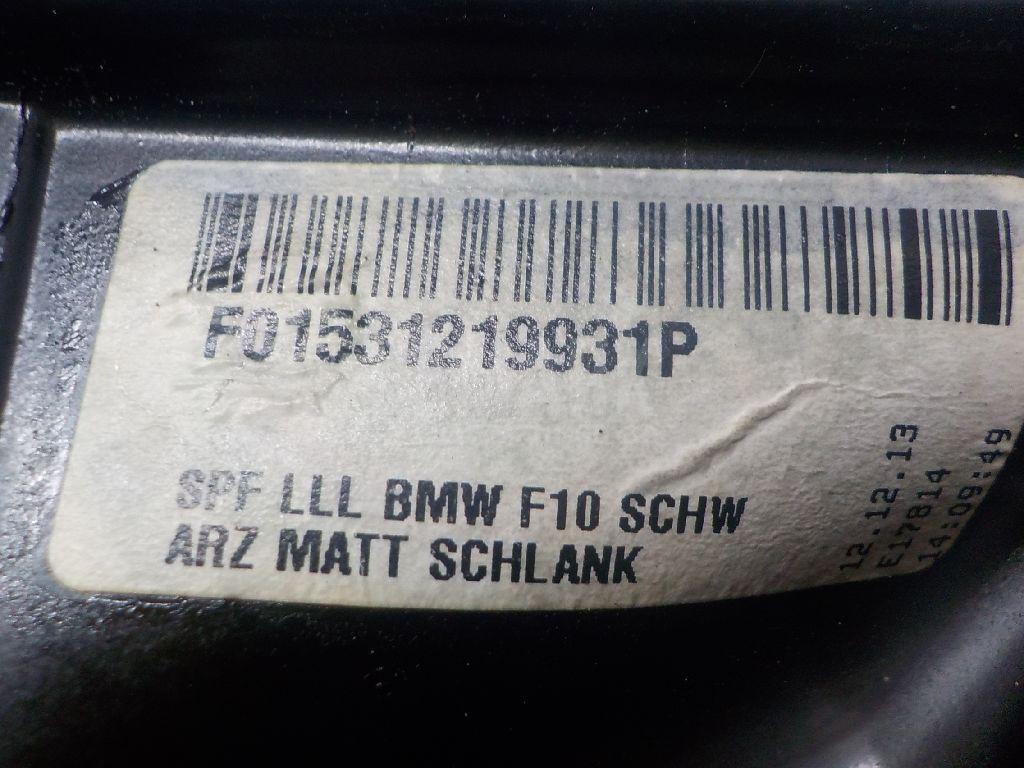 F01531219931P
SPF LLL BMW F10 SCHW
ARZ MATT SCHLANK
12.12.13
E17814
14:09:49